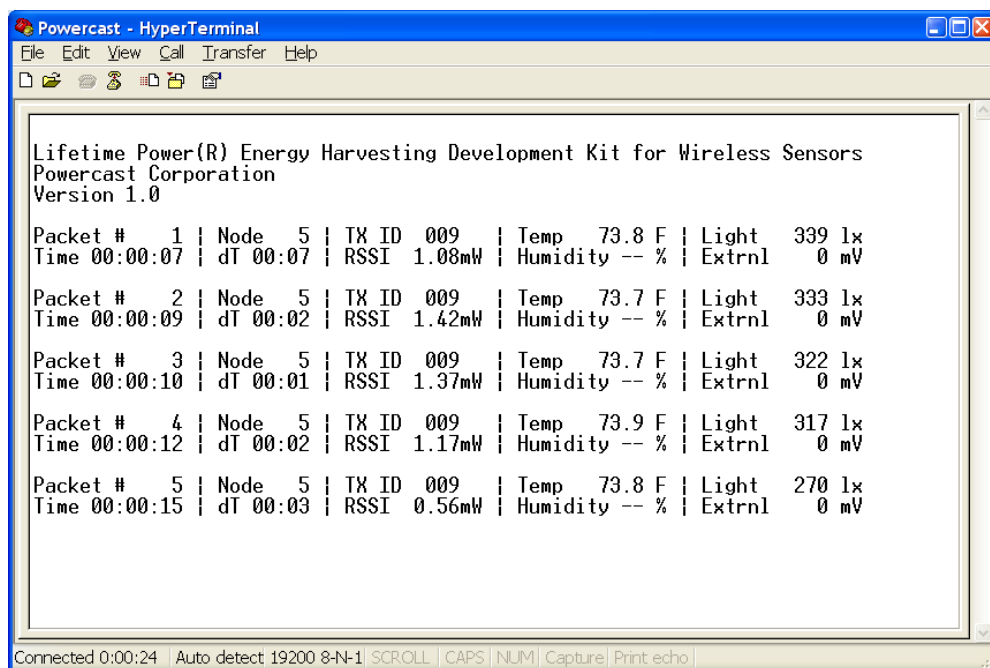 Powercast - HyperTerminal
File Edit View Call Transfer Help
Lifetime Power(R) Energy Harvesting Development Kit for Wireless Sensors
Powercast Corporation
Version 1.0
Packet # 1 | Node 5 | TX ID 009 | Temp 73.8 F | Light 339 lx
Time 00:00:07 | dT 00:07 | RSSI 1.08mW | Humidity -- % | Extrnl 0 mV
Packet # 2 | Node 5 | TX ID 009 | Temp 73.7 F | Light 333 lx
Time 00:00:09 | dT 00:02 | RSSI 1.42mW | Humidity -- % | Extrnl 0 mV
Packet # 3 | Node 5 | TX ID 009 | Temp 73.7 F | Light 322 lx
Time 00:00:10 | dT 00:01 | RSSI 1.37mW | Humidity -- % | Extrnl 0 mV
Packet # 4 | Node 5 | TX ID 009 | Temp 73.9 F | Light 317 lx
Time 00:00:12 | dT 00:02 | RSSI 1.17mW | Humidity -- % | Extrnl 0 mV
Packet # 5 | Node 5 | TX ID 009 | Temp 73.8 F | Light 270 lx
Time 00:00:15 | dT 00:03 | RSSI 0.56mW | Humidity -- % | Extrnl 0 mV
Connected 0:00:24 Auto detect 19200 8-N-1 SCROLL CAPS NUM Capture Print echo